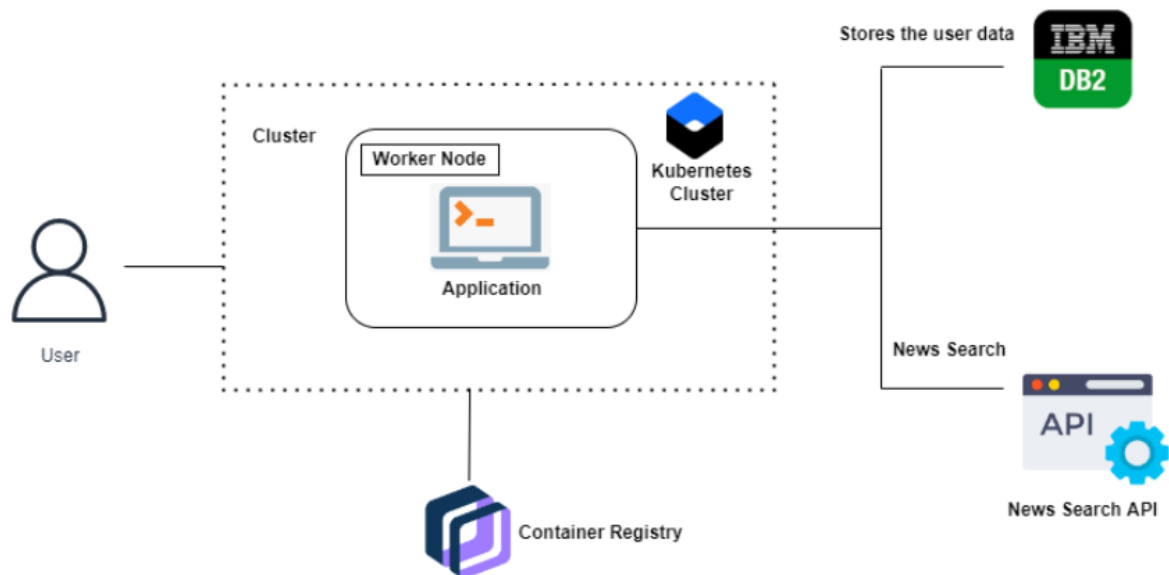 Stores the user data
IBM
DB2
Cluster
Worker Node
Kubernetes
Cluster
Application
User
News Search
API
News Search API
Container Registry